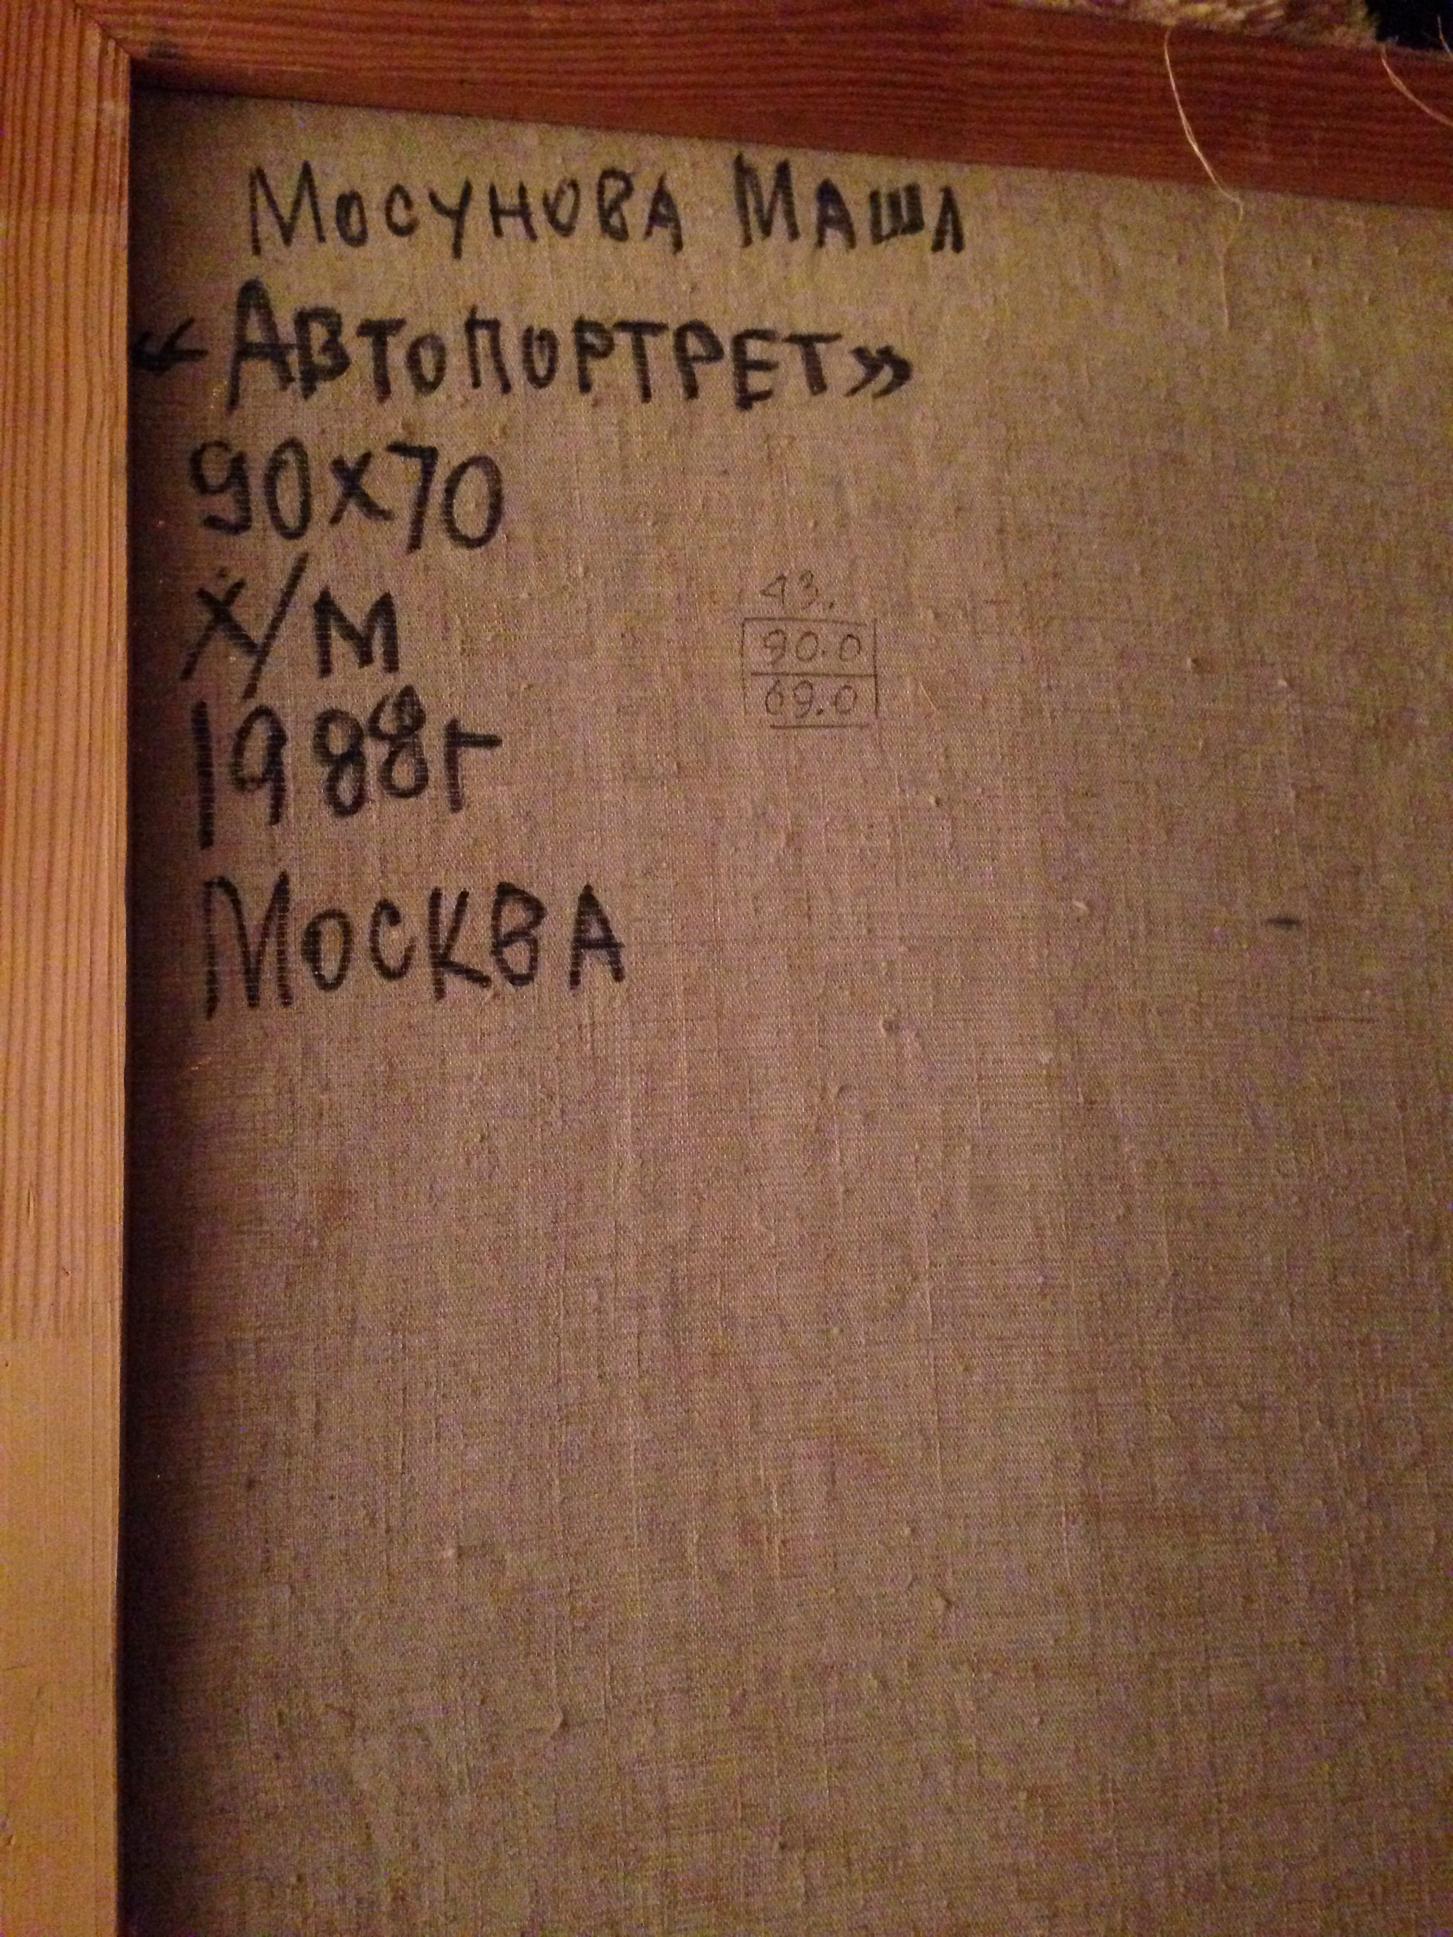 Мосунова Маша
«Автопортрет»
90х70
х/м
1988г
Москва
43.
90.0
69.0